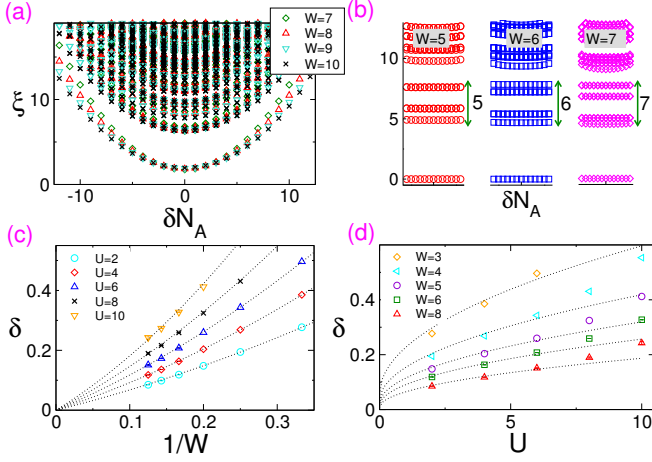 (a)
W=7
W=8
W=9
W=10
ξ
10
0
-10
0
10
δN_A
(b)
W=5
W=6
W=7
10
5
0
5
6
7
δN_A
(c)
U=2
U=4
U=6
U=8
U=10
δ
0.4
0.2
0
0
0.1
0.2
0.3
1/W
(d)
W=3
W=4
W=5
W=6
W=8
δ
0.4
0.2
0
0
5
10
U